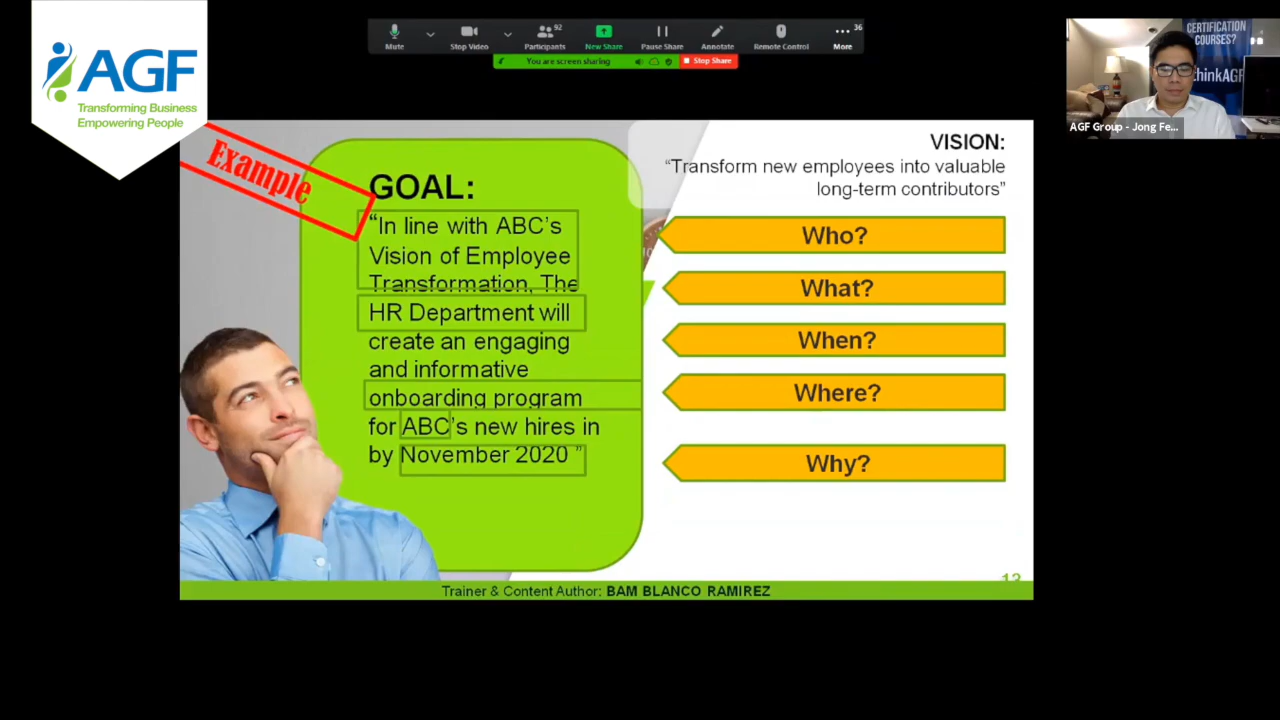 AGF
Transforming Business
Empowering People
Mute
Stop Video
Participants
92
New Share
Pause Share
Annotate
Remote Control
More
36
You are screen sharing
Stop Share
CERTIFICATION
COURSES?
thinkAGF
AGF Group - Jong Fe...
Example
GOAL:
“In line with ABC’s
Vision of Employee
Transformation, The
HR Department will
create an engaging
and informative
onboarding program
for ABC’s new hires in
by November 2020 ”
VISION:
“Transform new employees into valuable
long-term contributors”
Who?
What?
When?
Where?
Why?
13
Trainer & Content Author: BAM BLANCO RAMIREZ